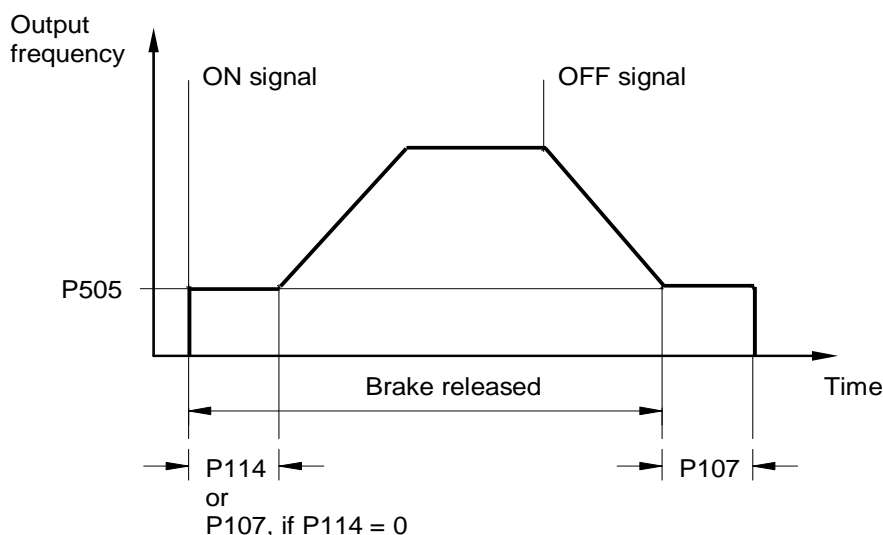 Output
frequency
ON signal
OFF signal
P505
Brake released
Time
P114
or
P107, if P114 = 0
P107